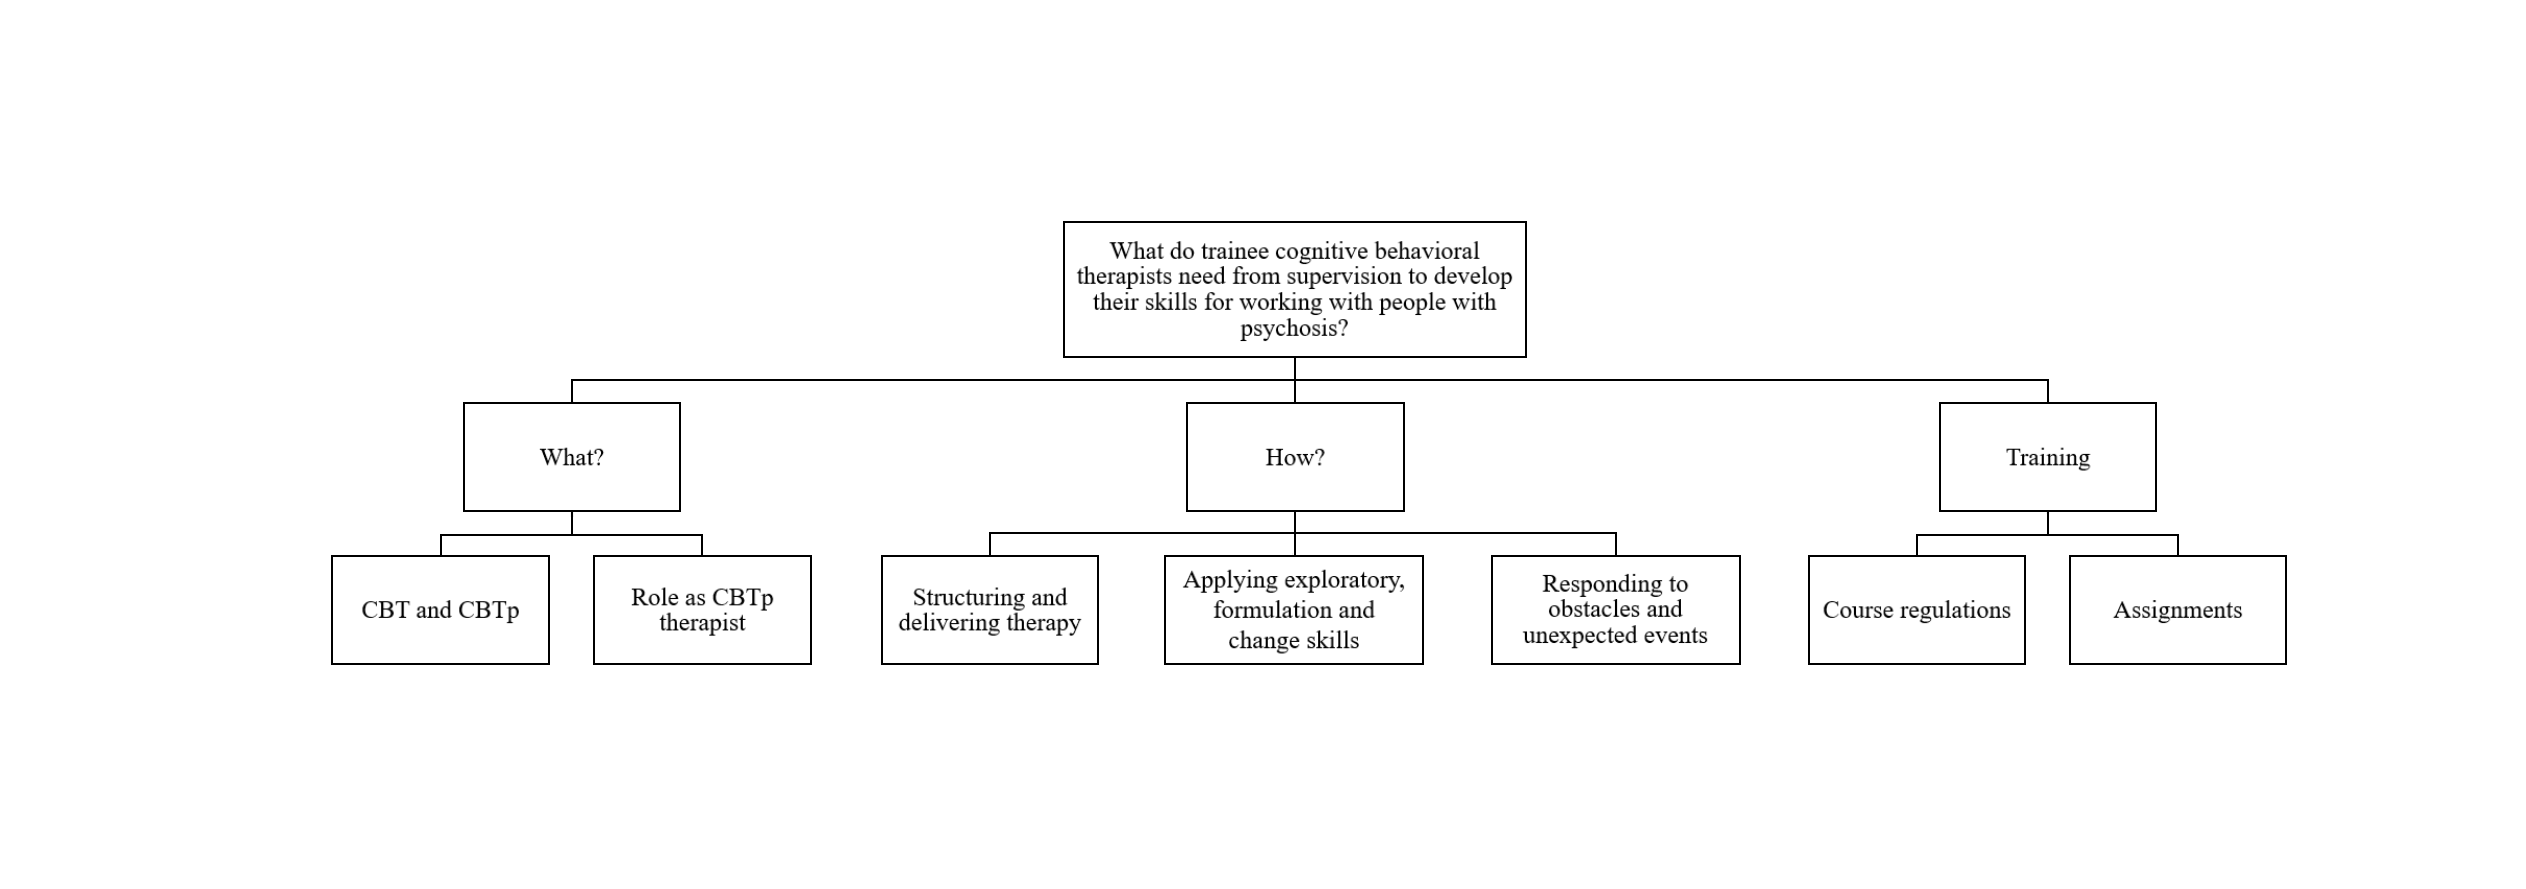 What do trainee cognitive behavioral
therapists need from supervision to develop
their skills for working with people with
psychosis?
What?
How?
Training
CBT and CBTp
Role as CBTp
therapist
Structuring and
delivering therapy
Applying exploratory,
formulation and
change skills
Responding to
obstacles and
unexpected events
Course regulations
Assignments